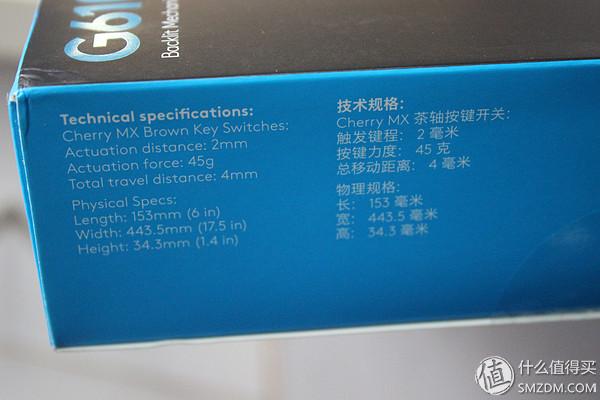 G610
Backlit Mechani
Technical specifications:
Cherry MX Brown Key Switches:
Actuation distance: 2mm
Actuation force: 45g
Total travel distance: 4mm
Physical Specs:
Length: 153mm (6 in)
Width: 443.5mm (17.5 in)
Height: 34.3mm (1.4 in)
技术规格:
Cherry MX 茶轴按键开关:
触发键程: 2 毫米
按键力度: 45 克
总移动距离: 4 毫米
物理规格:
长: 153 毫米
宽: 443.5 毫米
高: 34.3 毫米
值 什么值得买
SMZDM.COM